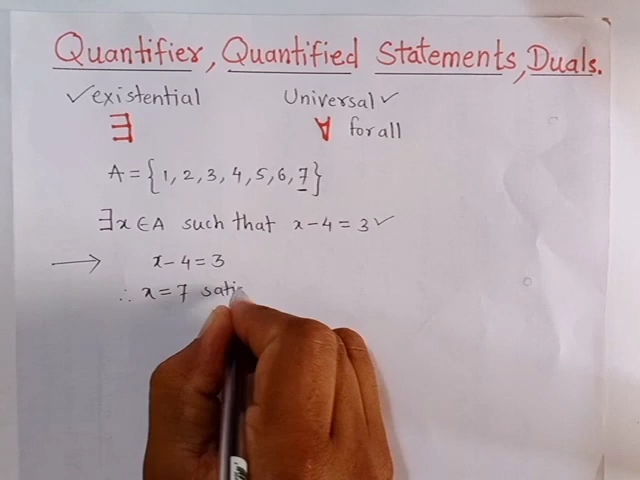 Quantifier, Quantified Statements, Duals.
✓existential Universal✓
∃ ∀ for all
A = {1, 2, 3, 4, 5, 6, 7}
∃x ∈ A such that x - 4 = 3 ✓
→ x - 4 = 3
∴ x = 7 sati